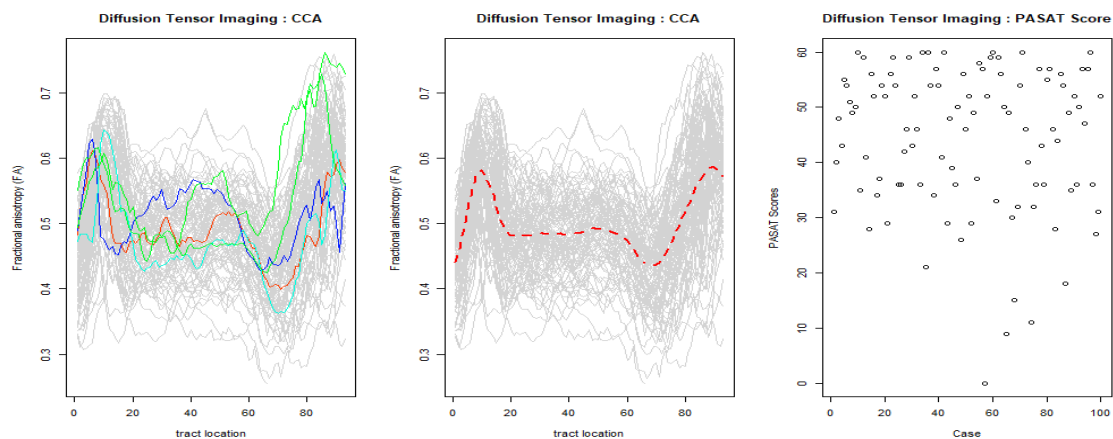 Diffusion Tensor Imaging : CCA
Fractional anisotropy (FA)
0.3 0.4 0.5 0.6 0.7
0 20 40 60 80
tract location
Diffusion Tensor Imaging : CCA
Fractional anisotropy (FA)
0.3 0.4 0.5 0.6 0.7
0 20 40 60 80
tract location
Diffusion Tensor Imaging : PASAT Score
PASAT Scores
0 10 20 30 40 50 60
0 20 40 60 80 100
Case